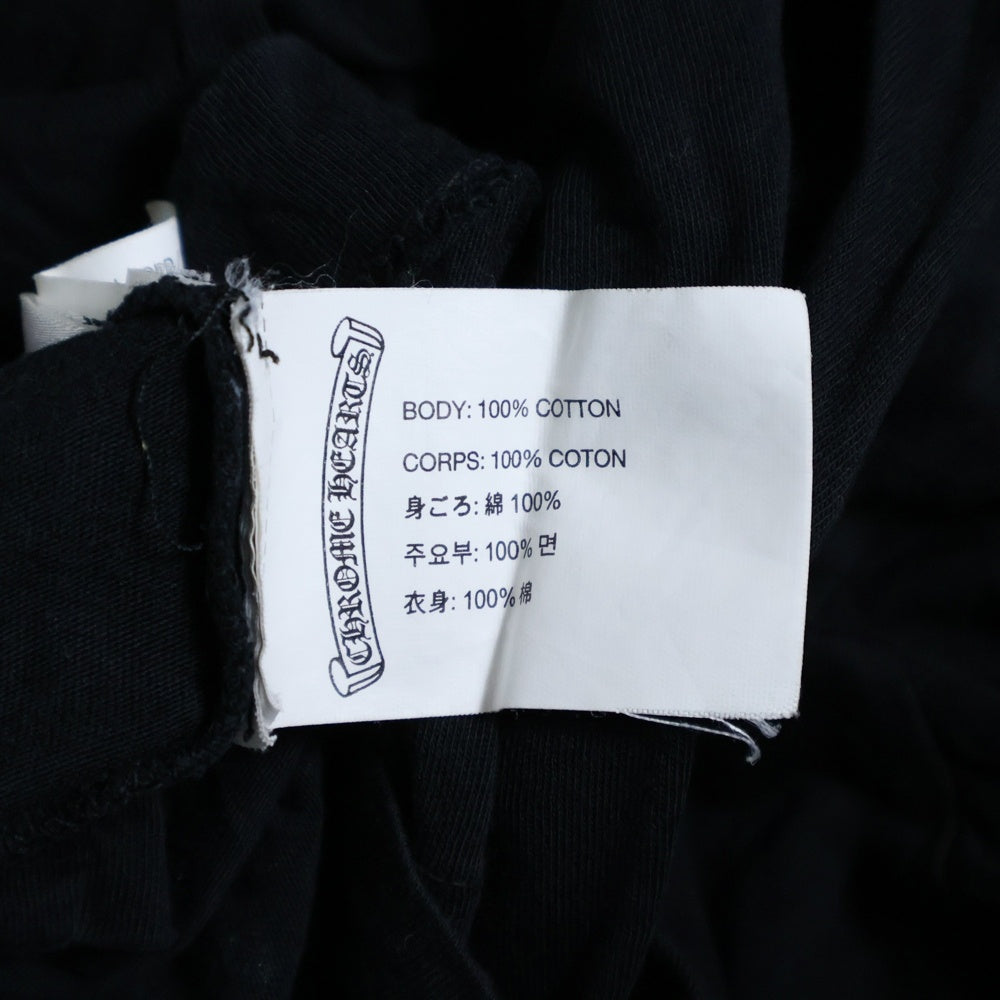 CHROME HEARTS
BODY: 100% COTTON
CORPS: 100% COTON
身ごろ: 綿 100%
주요부: 100% 면
衣身: 100% 棉